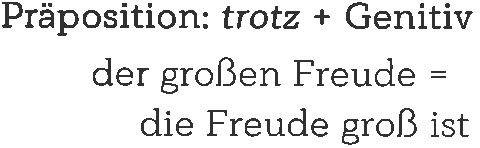 Präposition: trotz + Genitiv
der großen Freude =
die Freude groß ist